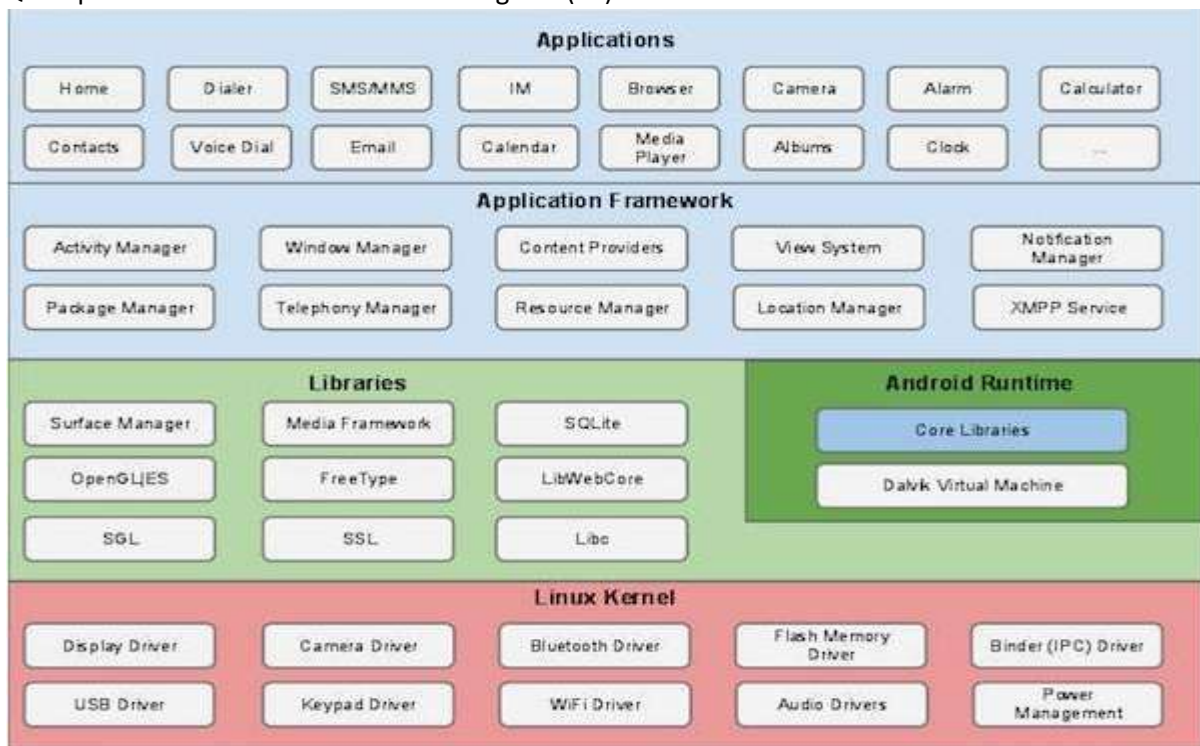 Applications
Home Dialer SMS/MMS IM Browser Camera Alarm Calculator
Contacts Voice Dial Email Calendar Media Player Albums Clock ...
Application Framework
Activity Manager Window Manager Content Providers View System Notification Manager
Package Manager Telephony Manager Resource Manager Location Manager XMPP Service
Libraries Android Runtime
Surface Manager Media Framework SQLite Core Libraries
OpenGL|ES FreeType LibWebCore Dalvik Virtual Machine
SGL SSL Libc
Linux Kernel
Display Driver Camera Driver Bluetooth Driver Flash Memory Driver Binder (IPC) Driver
USB Driver Keypad Driver WiFi Driver Audio Drivers Power Management